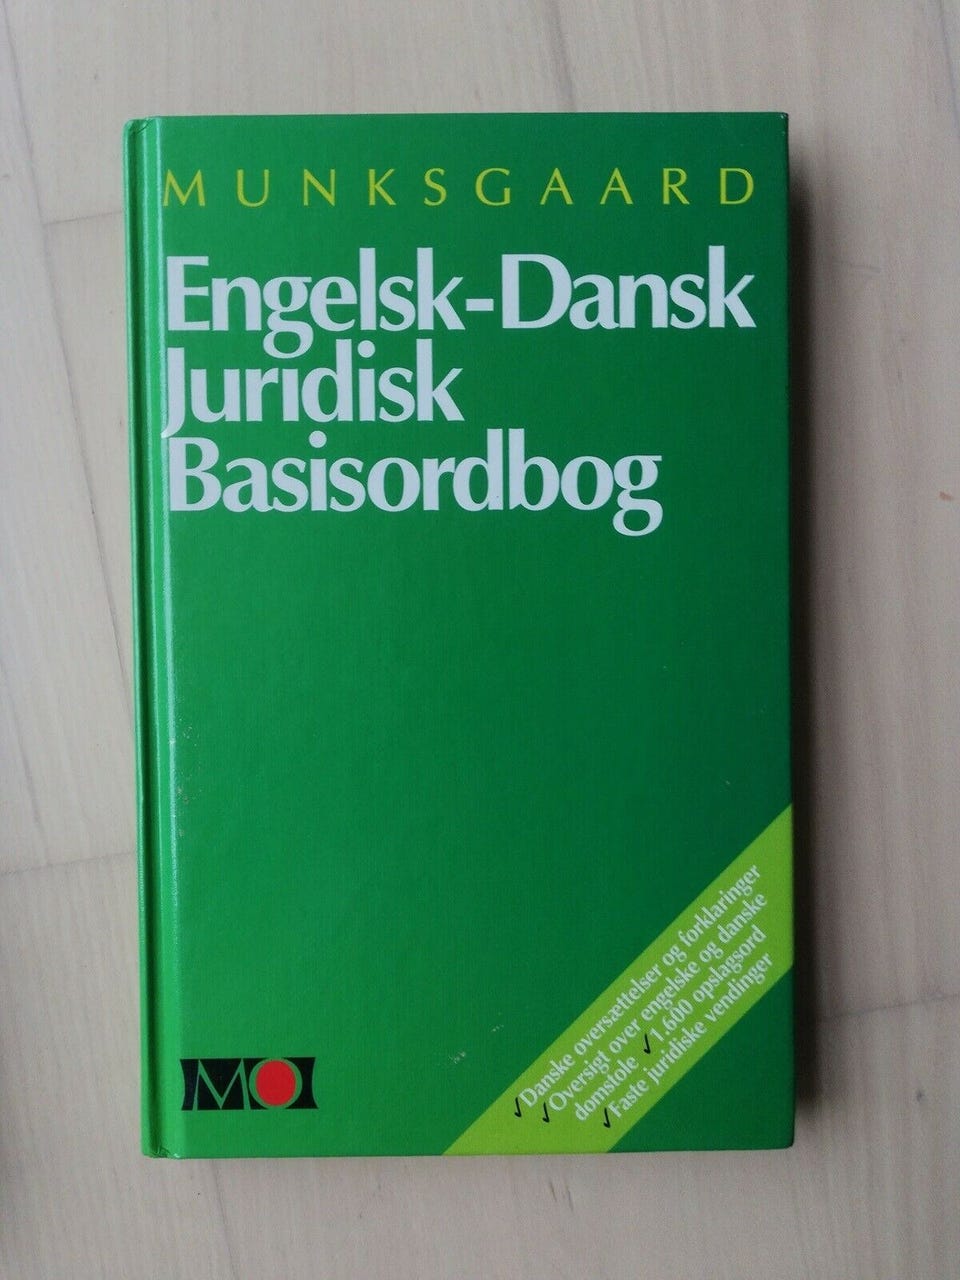 MUNKSGAARD
Engelsk-Dansk
Juridisk
Basisordbog
✓Danske oversættelser og forklaringer
✓Oversigt over engelske og danske
domstole ✓1.600 opslagsord
✓Faste juridiske vendinger
MO